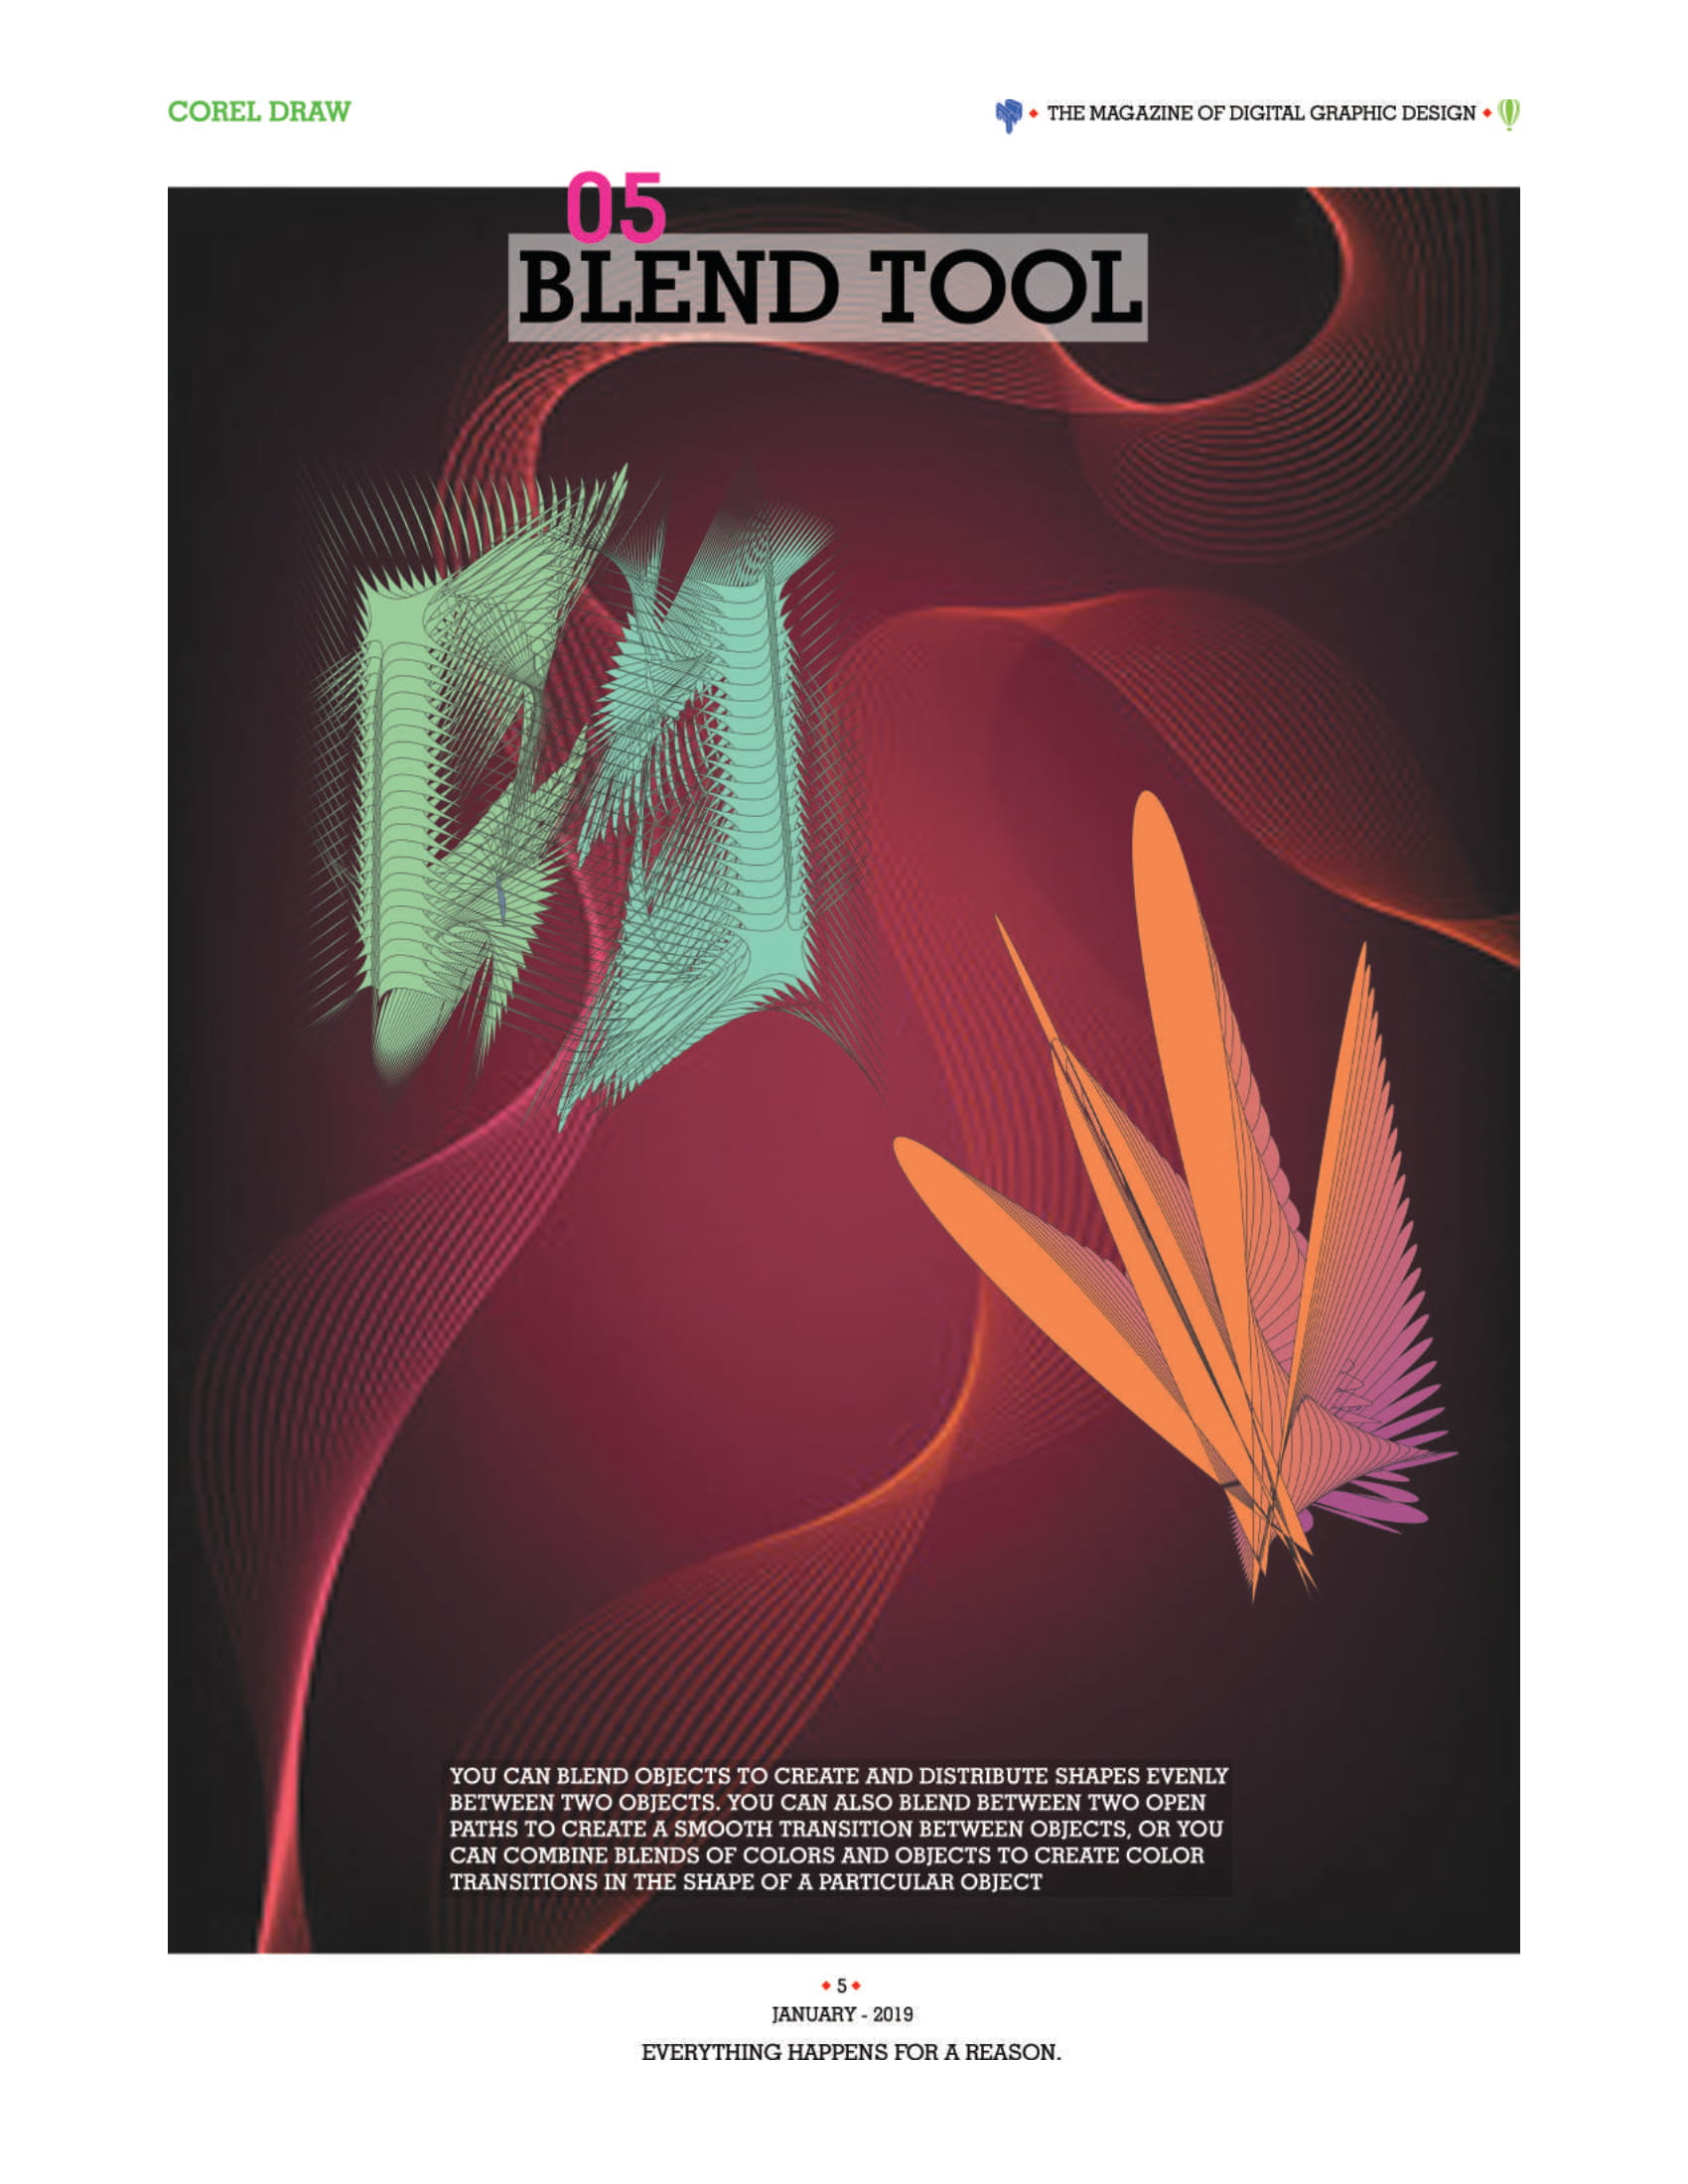 COREL DRAW
THE MAGAZINE OF DIGITAL GRAPHIC DESIGN
05
BLEND TOOL
YOU CAN BLEND OBJECTS TO CREATE AND DISTRIBUTE SHAPES EVENLY
BETWEEN TWO OBJECTS. YOU CAN ALSO BLEND BETWEEN TWO OPEN
PATHS TO CREATE A SMOOTH TRANSITION BETWEEN OBJECTS, OR YOU
CAN COMBINE BLENDS OF COLORS AND OBJECTS TO CREATE COLOR
TRANSITIONS IN THE SHAPE OF A PARTICULAR OBJECT
5
JANUARY - 2019
EVERYTHING HAPPENS FOR A REASON.